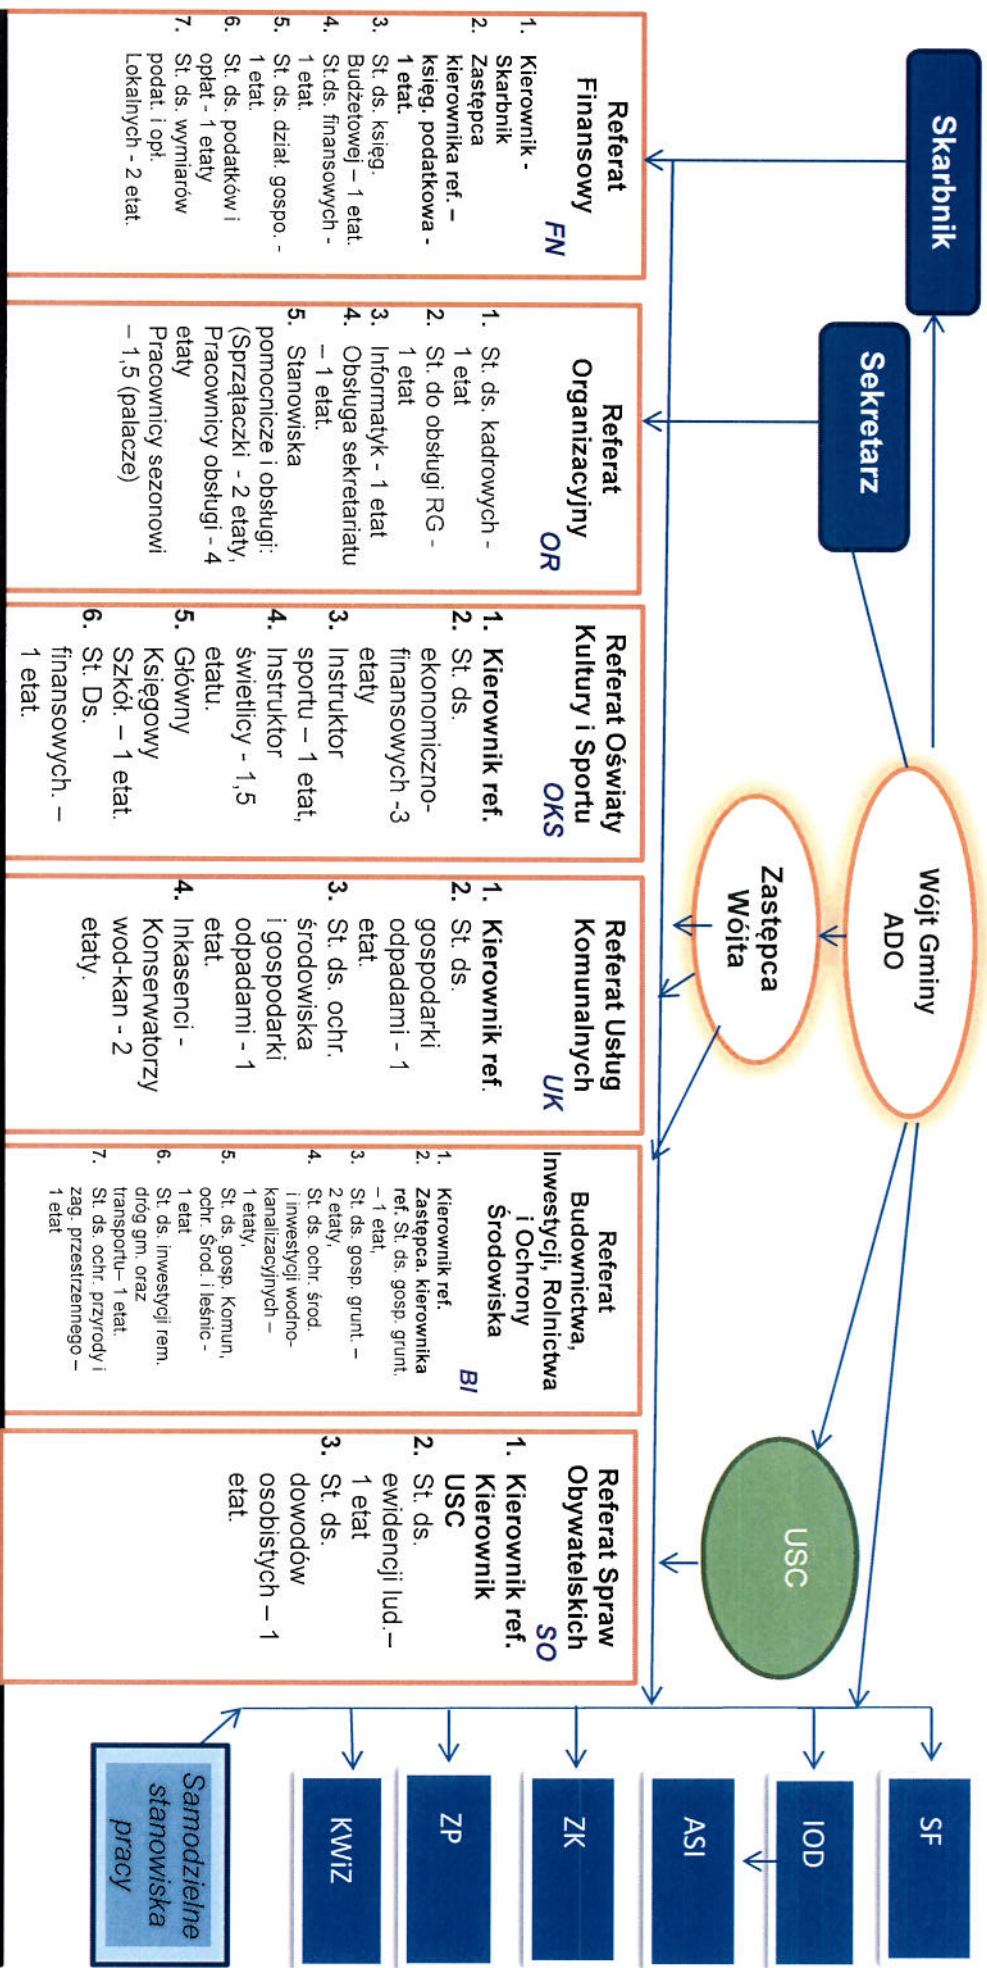 Wójt Gminy
ADO
Skarbnik
Sekretarz
Zastępca
Wójta
USC
SF
IOD
ASI
ZK
ZP
KWiZ
Samodzielne
stanowiska
pracy
Referat
Finansowy
FN
1. Kierownik -
Skarbnik
2. Zastępca
kierownika ref. –
księg. podatkowa -
1 etat.
3. St. ds. księg.
Budżetowej – 1 etat.
4. St.ds. finansowych -
1 etat.
5. St. ds. dział. gospo. -
1 etat.
6. St. ds. podatków i
opłat - 1 etaty
7. St. ds. wymiarów
podat. i opł.
Lokalnych - 2 etat.
Referat
Organizacyjny
OR
1. St. ds. kadrowych -
1 etat
2. St. do obsługi RG -
1 etat
3. Informatyk - 1 etat
4. Obsługa sekretariatu
– 1 etat.
5. Stanowiska
pomocnicze i obsługi:
(Sprzątaczki - 2 etaty,
Pracownicy obsługi - 4
etaty
Pracownicy sezonowi
– 1,5 (palacze)
Referat Oświaty
Kultury i Sportu
OKS
1. Kierownik ref.
2. St. ds.
ekonomiczno-
finansowych -3
etaty
3. Instruktor
sportu – 1 etat,
4. Instruktor
świetlicy - 1,5
etatu.
5. Główny
Księgowy
Szkół. – 1 etat.
6. St. Ds.
finansowych. –
1 etat.
Referat Usług
Komunalnych
UK
1. Kierownik ref.
2. St. ds.
gospodarki
odpadami - 1
etat.
3. St. ds. ochr.
środowiska
i gospodarki
odpadami - 1
etat.
4. Inkasenci -
Konserwatorzy
wod-kan - 2
etaty.
Referat
Budownictwa,
Inwestycji, Rolnictwa
i Ochrony
Środowiska
BI
1. Kierownik ref.
2. Zastępca. kierownika
ref. St. ds. gosp. grunt.
– 1 etat,
3. St. ds. gosp. grunt. –
2 etaty,
4. St. ds. ochr. środ.
i inwestycji wodno-
kanalizacyjnych –
1 etaty,
5. St. ds. gosp. Komun,
ochr. Środ. i leśnic -
1 etat
6. St. ds. inwestycji rem.
dróg gm. oraz
transportu– 1 etat.
7. St. ds. ochr. przyrody i
zag. przestrzennego –
1 etat
Referat Spraw
Obywatelskich
SO
1. Kierownik ref.
Kierownik
USC
2. St. ds.
ewidencji lud.–
1 etat
3. St. ds.
dowodów
osobistych – 1
etat.